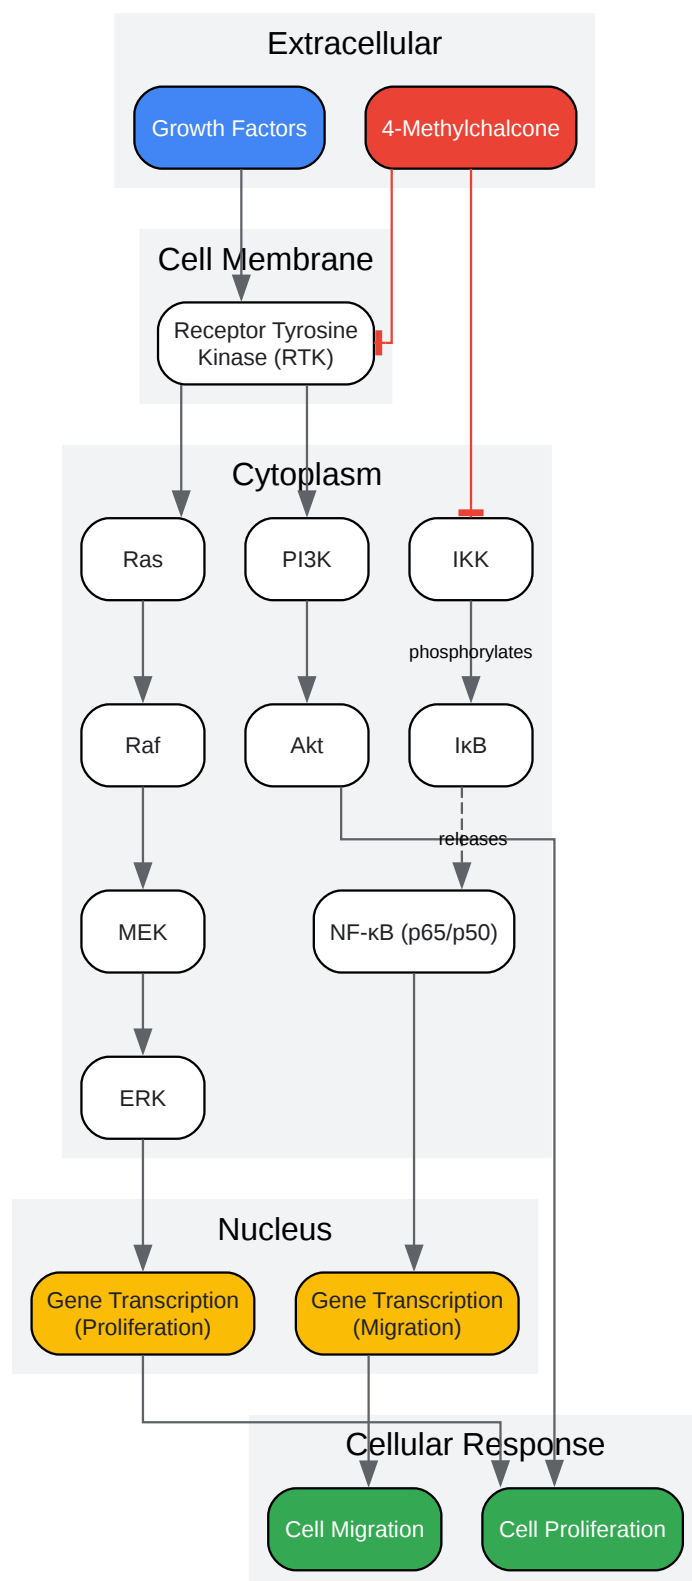 Extracellular
Growth Factors
4-Methylchalcone
Cell Membrane
Receptor Tyrosine
Kinase (RTK)
Cytoplasm
Ras
PI3K
IKK
phosphorylates
Raf
Akt
IκB
releases
MEK
NF-κB (p65/p50)
ERK
Nucleus
Gene Transcription
(Proliferation)
Gene Transcription
(Migration)
Cellular Response
Cell Migration
Cell Proliferation